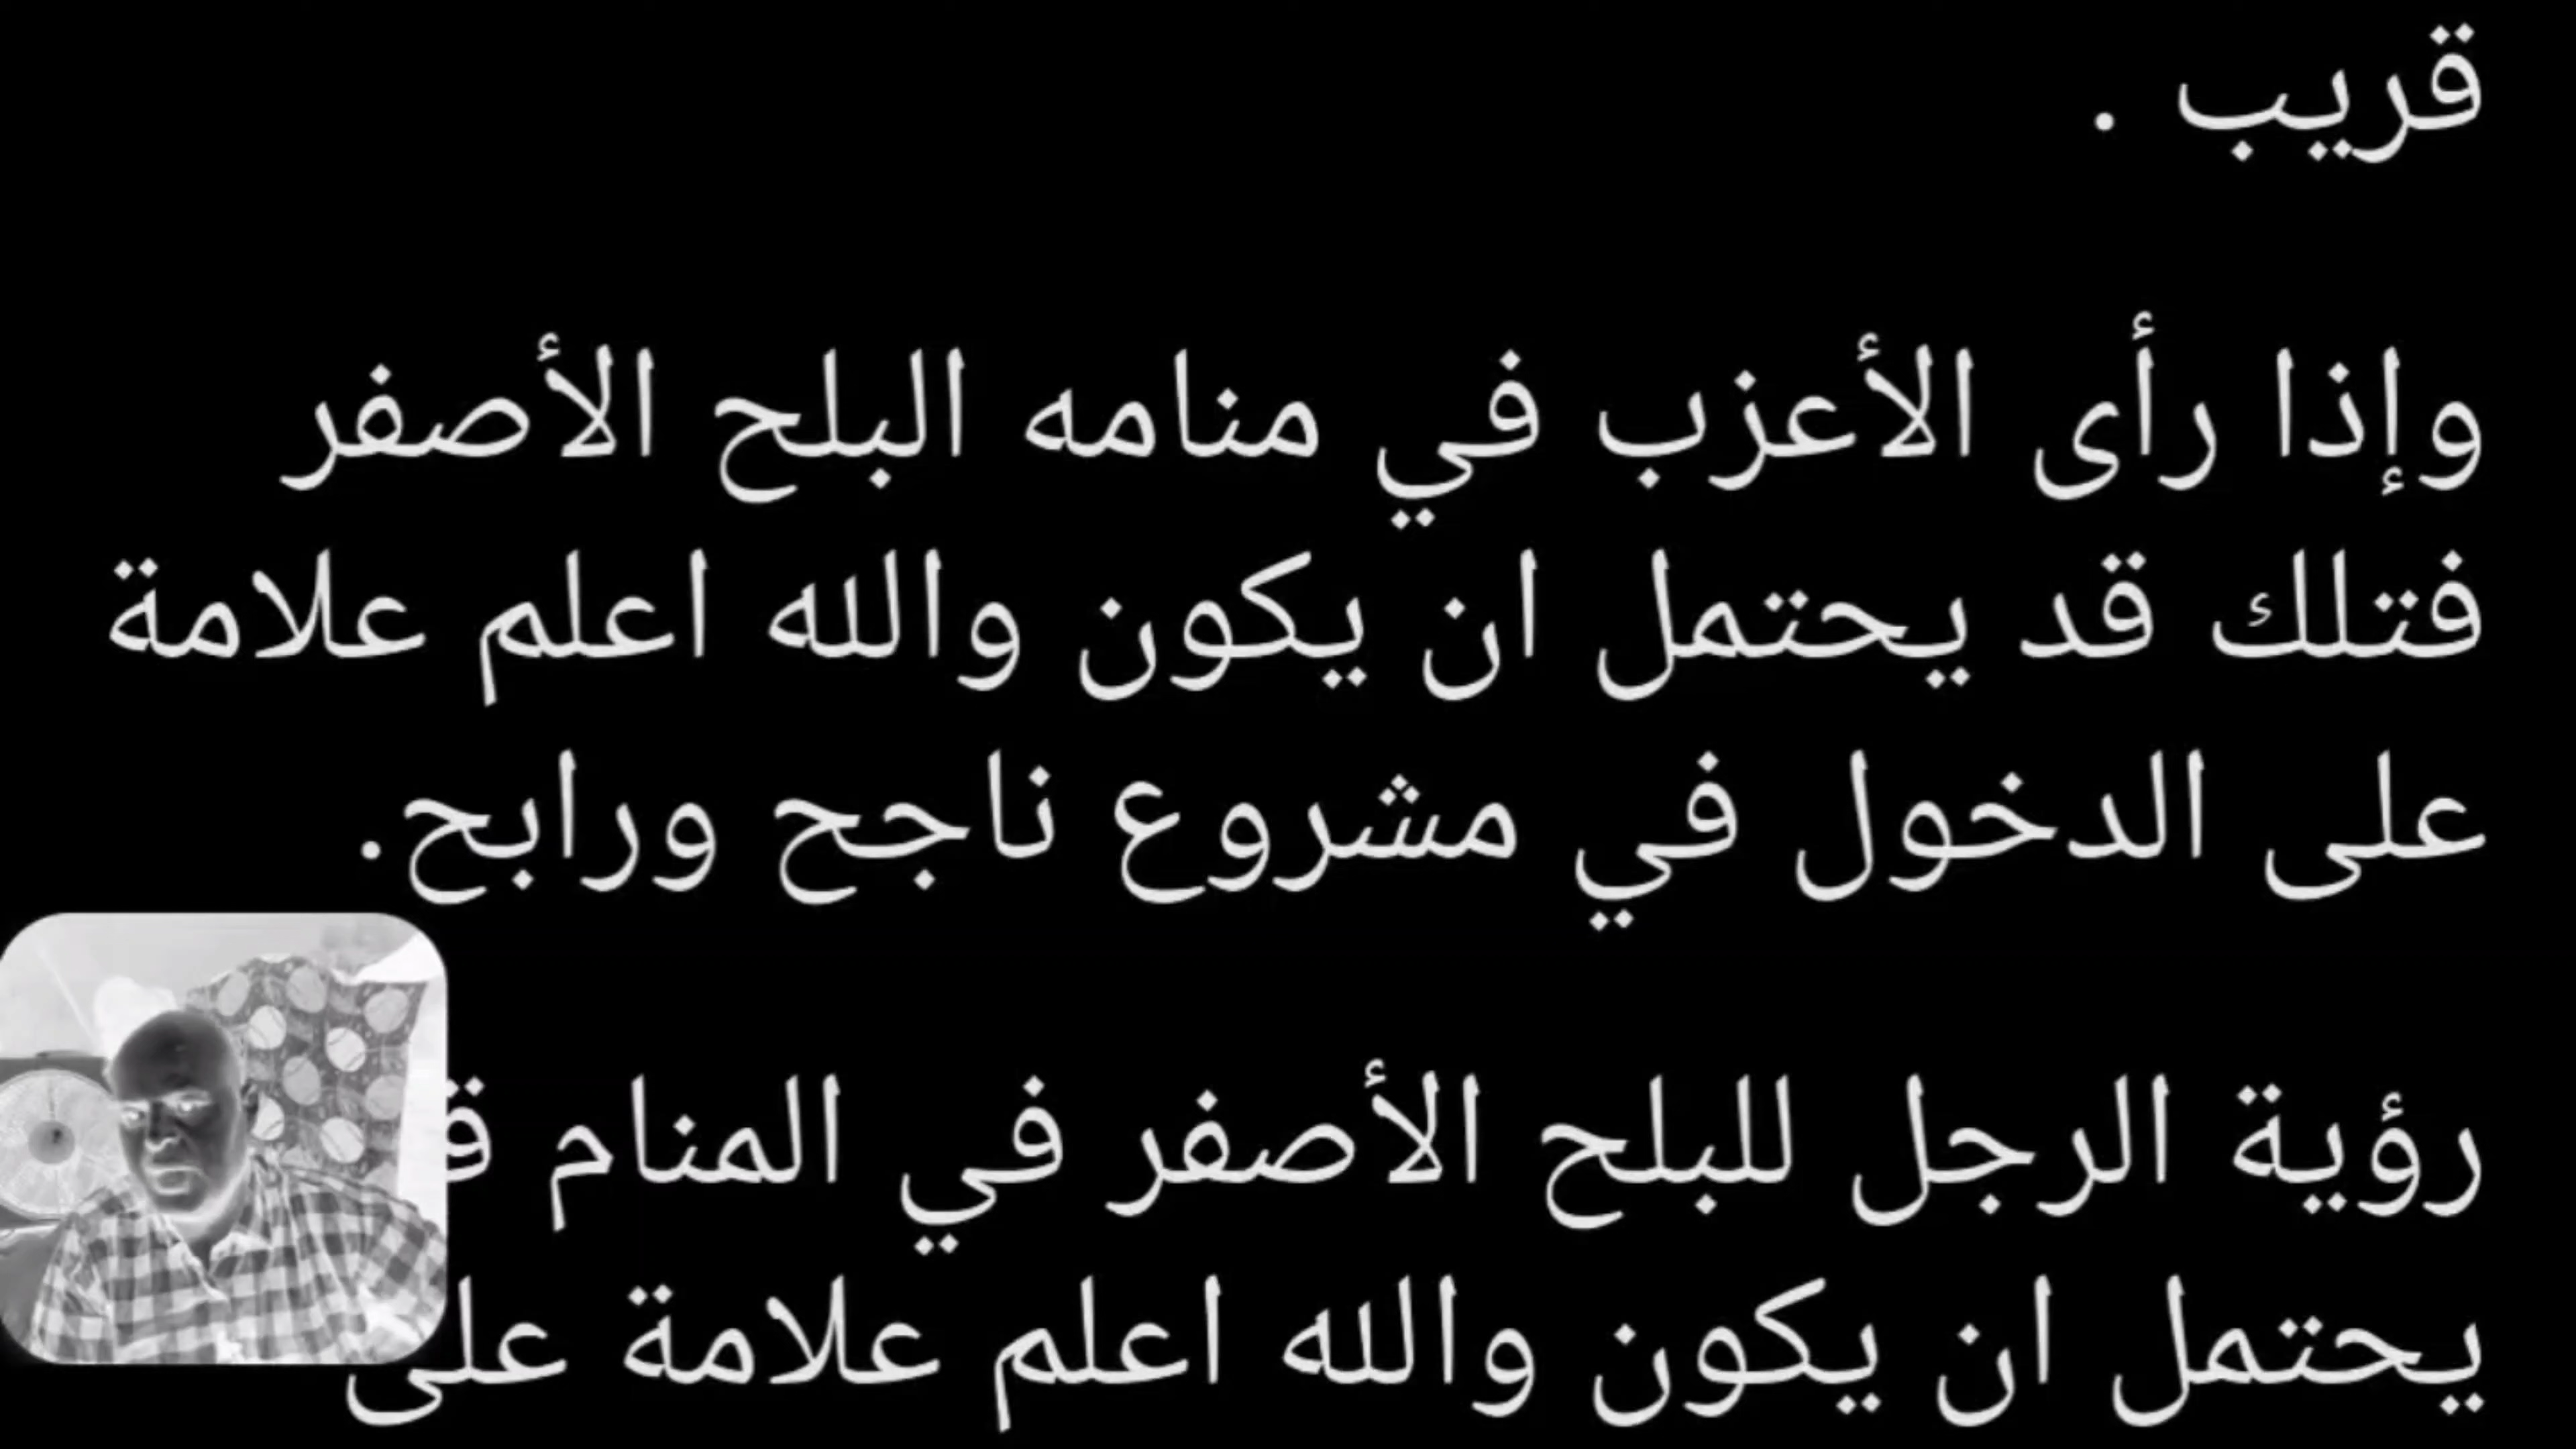 قريب .
وإذا رأى الأعزب في منامه البلح الأصفر
فتلك قد يحتمل ان يكون والله اعلم علامة
على الدخول في مشروع ناجح ورابح.
رؤية الرجل للبلح الأصفر في المنام
يحتمل ان يكون والله اعلم علامة على